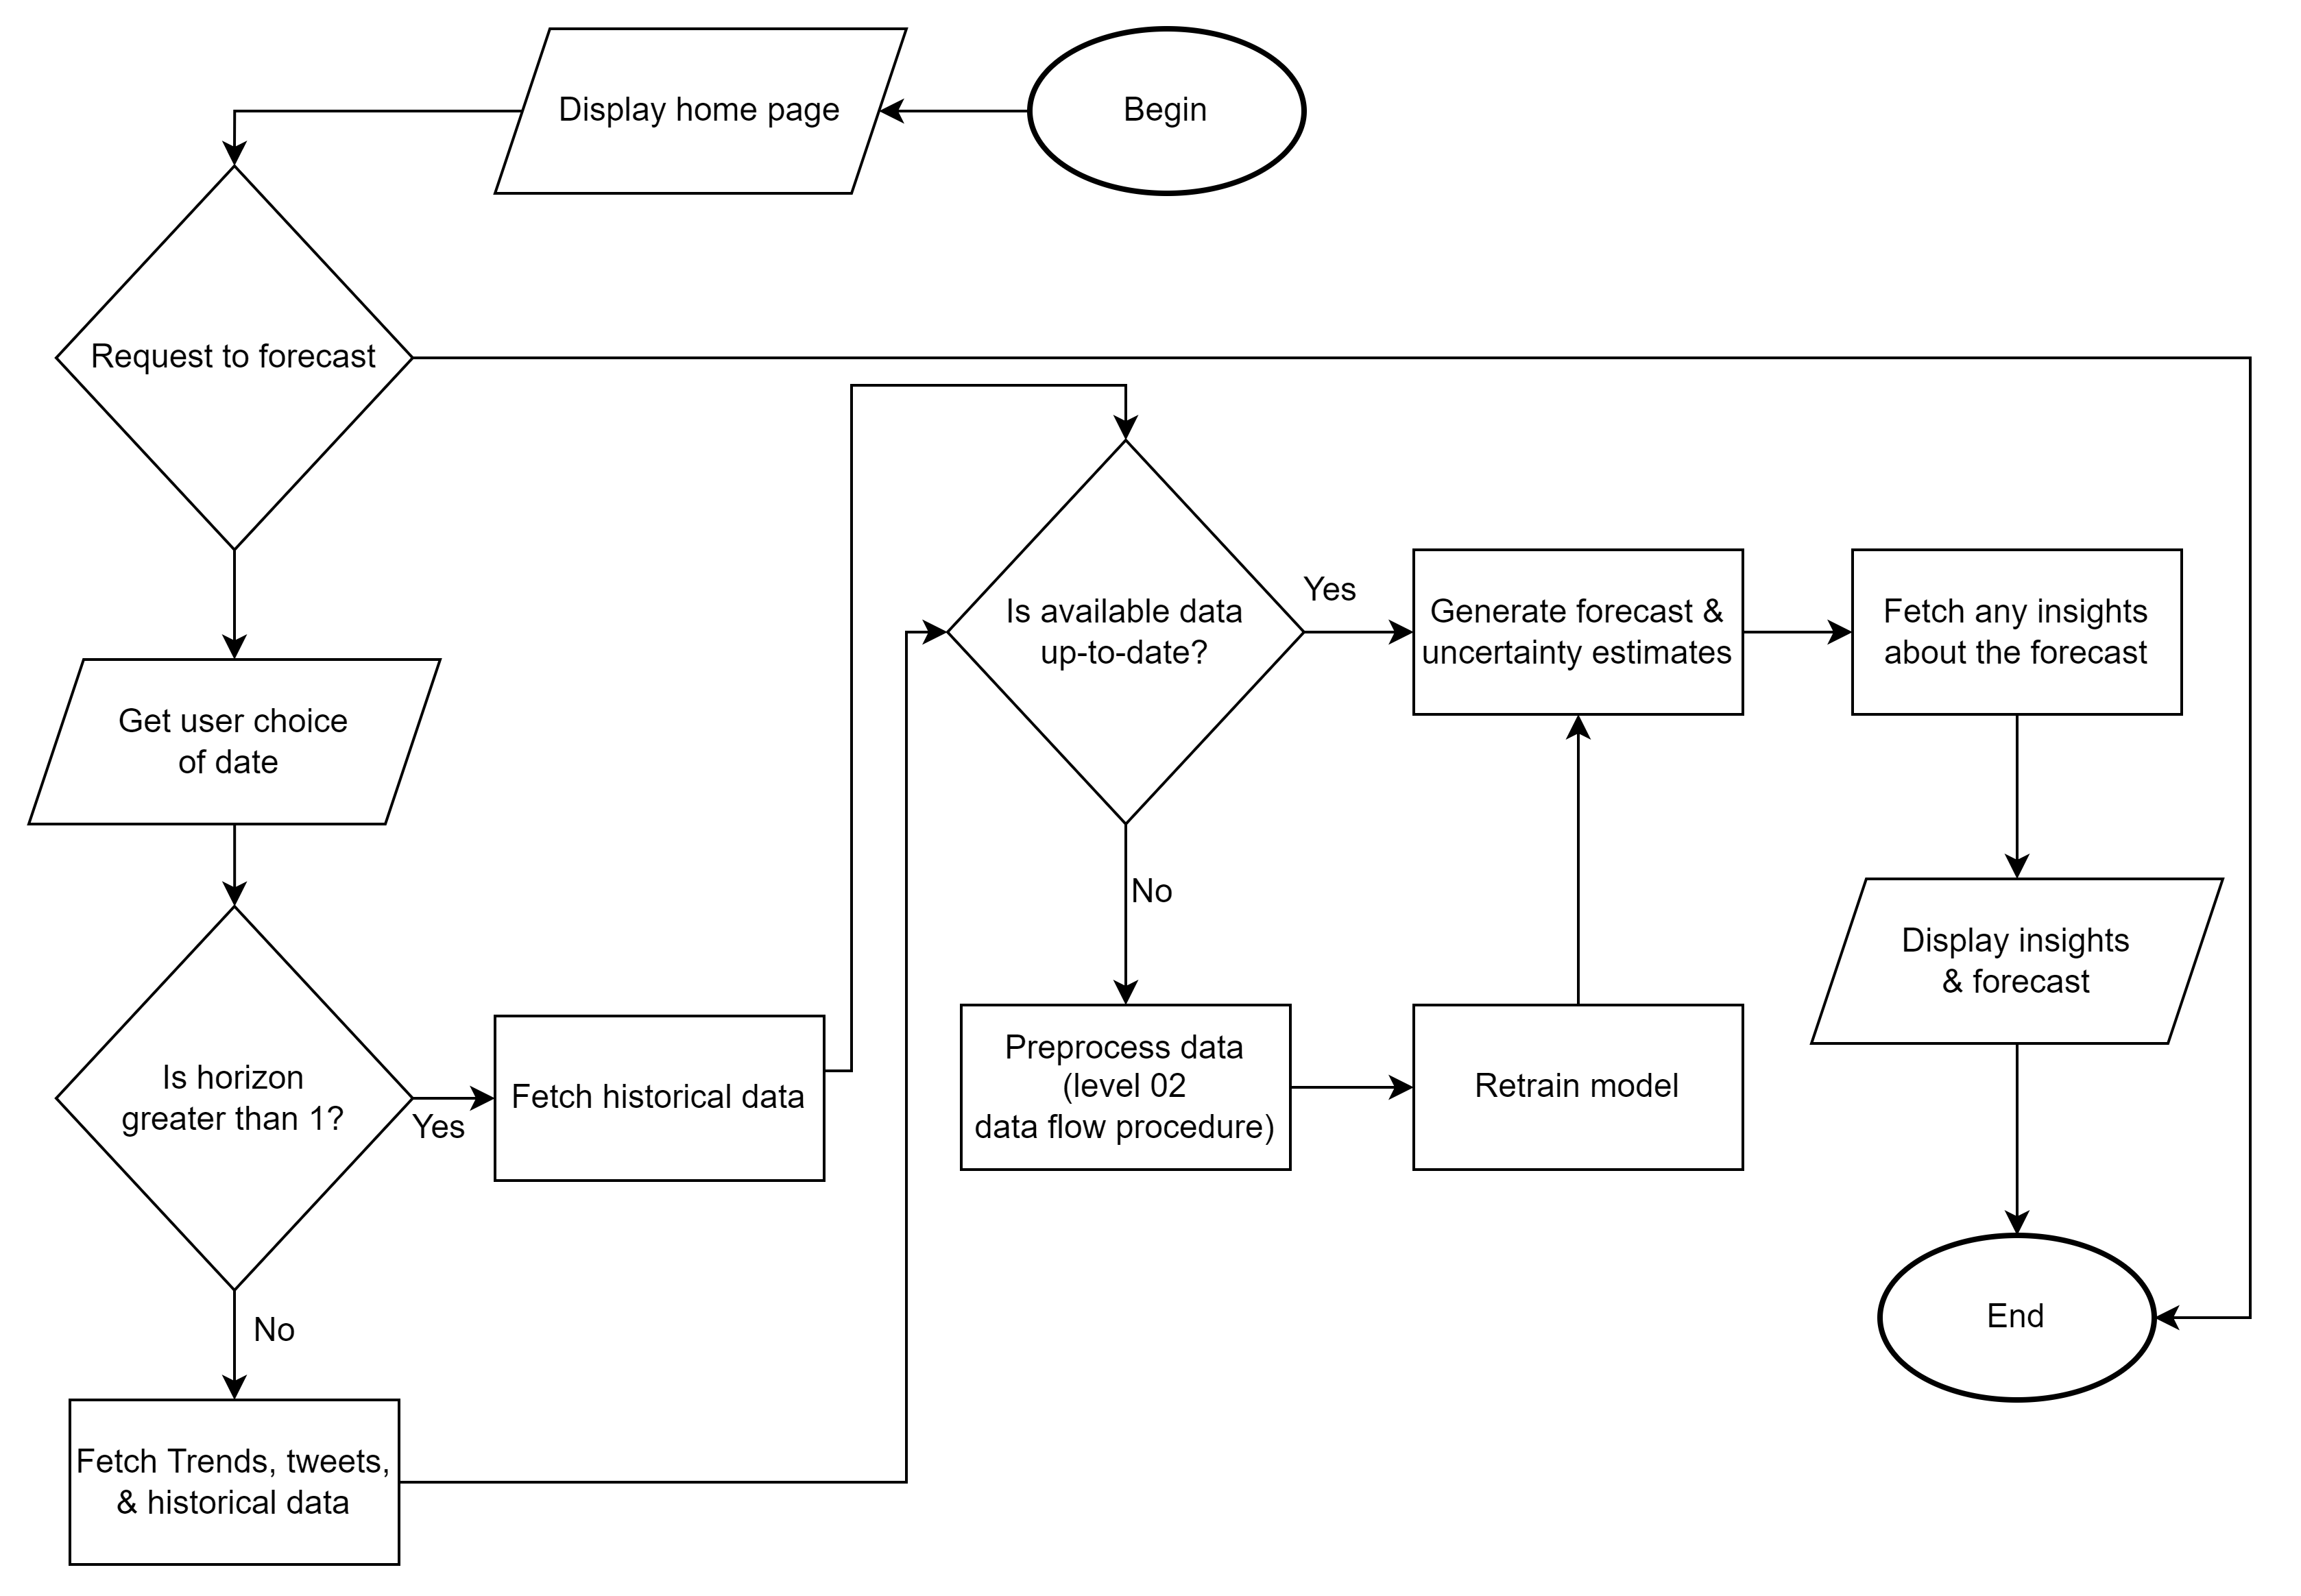 Display home page
Begin
Request to forecast
Get user choice
of date
Is horizon
greater than 1?
Yes
No
Fetch historical data
Fetch Trends, tweets,
& historical data
Is available data
up-to-date?
Yes
No
Preprocess data
(level 02
data flow procedure)
Retrain model
Generate forecast &
uncertainty estimates
Fetch any insights
about the forecast
Display insights
& forecast
End